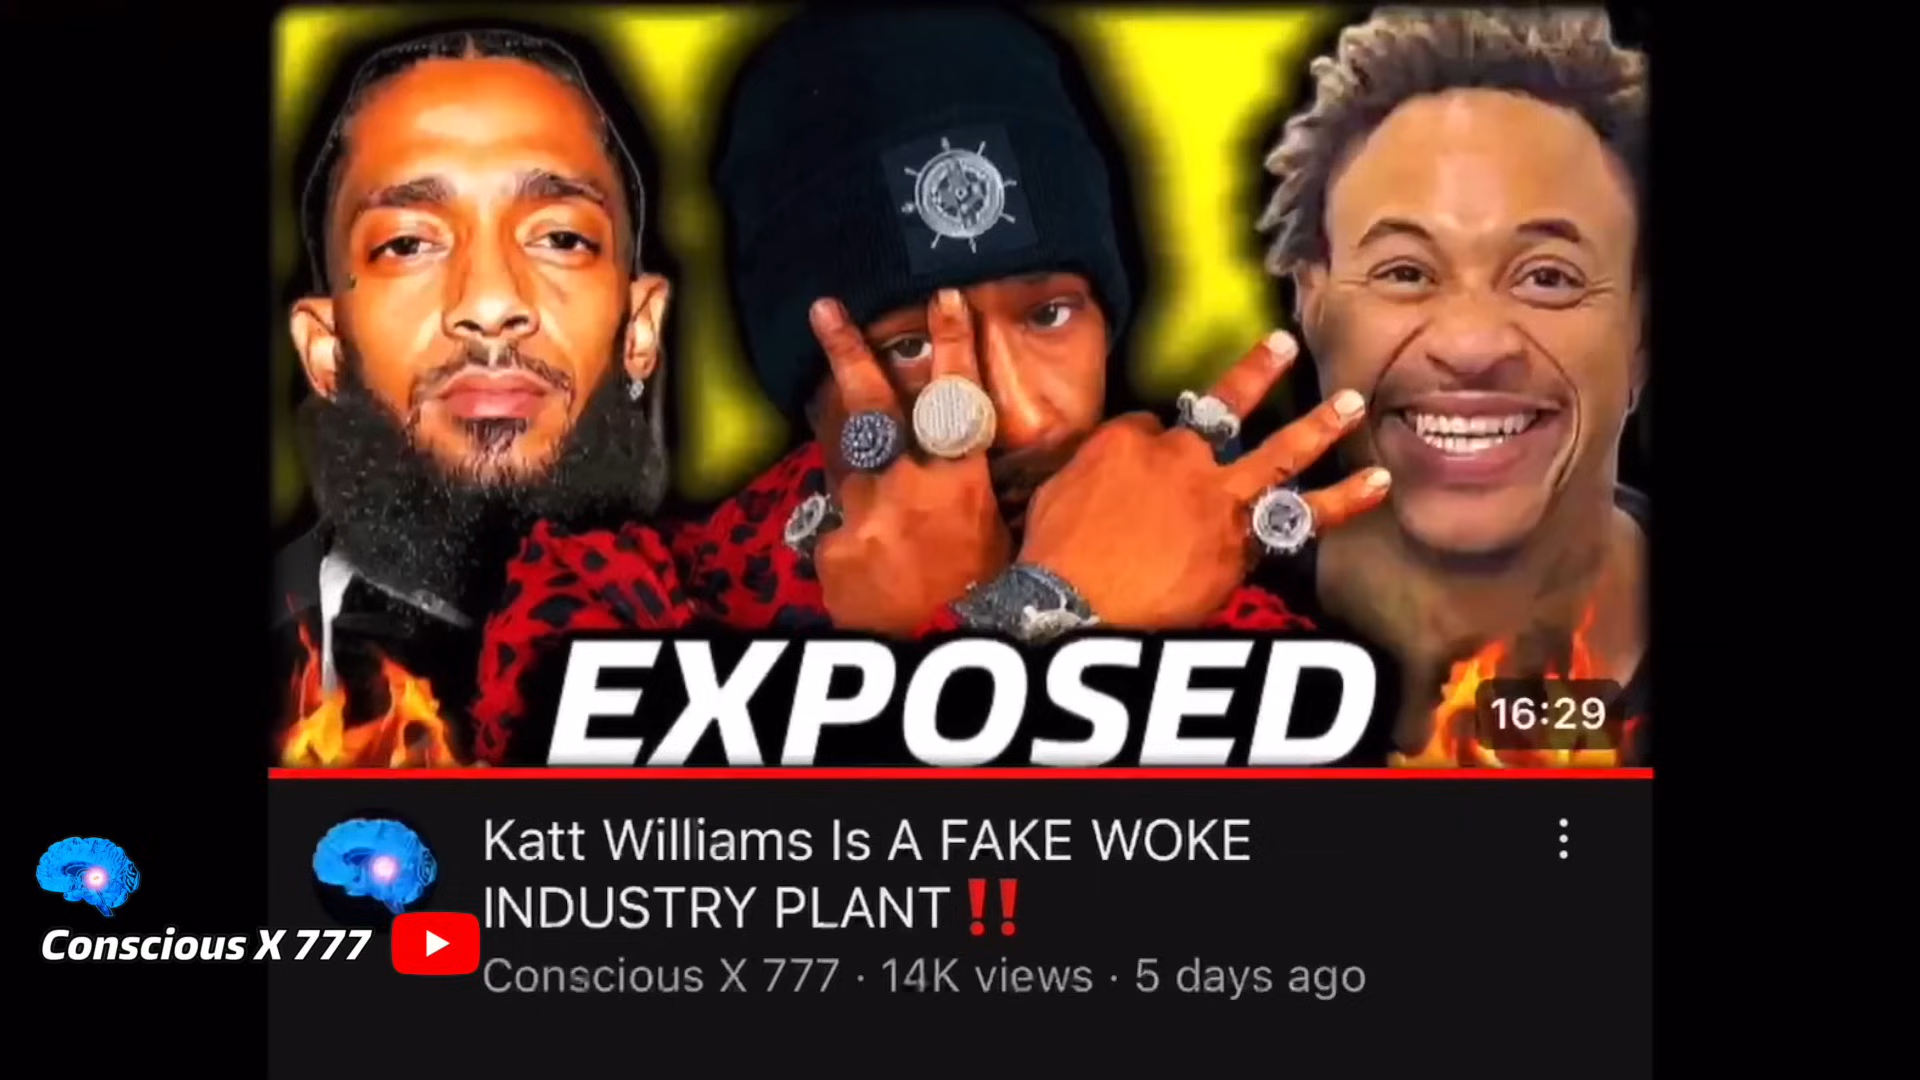 EXPOSED
16:29
Katt Williams Is A FAKE WOKE
INDUSTRY PLANT‼️
Conscious X 777 · 14K views · 5 days ago
Conscious X 777